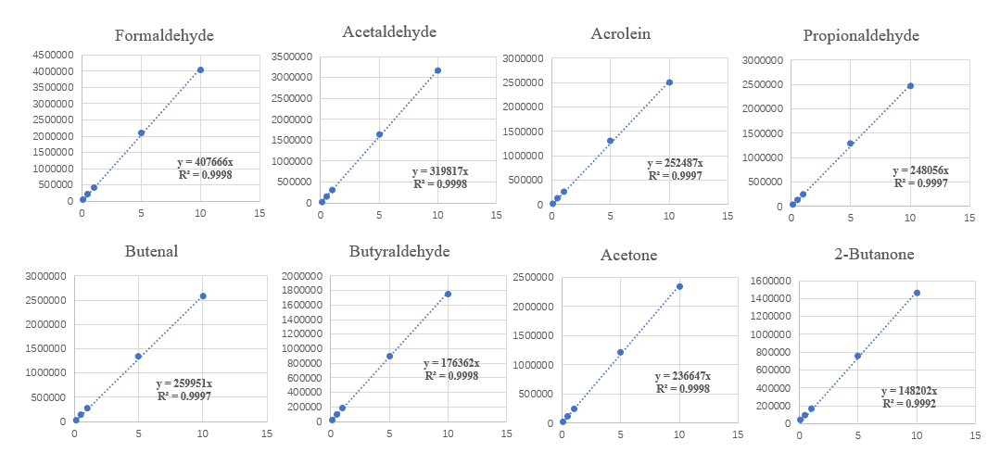 Formaldehyde
4500000
4000000
3500000
3000000
2500000
2000000
1500000
1000000
500000
0
y = 407666x
R² = 0.9998
0 5 10 15
Acetaldehyde
3500000
3000000
2500000
2000000
1500000
1000000
500000
0
y = 319817x
R² = 0.9998
0 5 10 15
Acrolein
3000000
2500000
2000000
1500000
1000000
500000
0
y = 252487x
R² = 0.9997
0 5 10 15
Propionaldehyde
3000000
2500000
2000000
1500000
1000000
500000
0
y = 248056x
R² = 0.9997
0 5 10 15
Butenal
3000000
2500000
2000000
1500000
1000000
500000
0
y = 259951x
R² = 0.9997
0 5 10 15
Butyraldehyde
2000000
1800000
1600000
1400000
1200000
1000000
800000
600000
400000
200000
0
y = 176362x
R² = 0.9998
0 5 10 15
Acetone
2500000
2000000
1500000
1000000
500000
0
y = 236647x
R² = 0.9998
0 5 10 15
2-Butanone
1600000
1400000
1200000
1000000
800000
600000
400000
200000
0
y = 148202x
R² = 0.9992
0 5 10 15